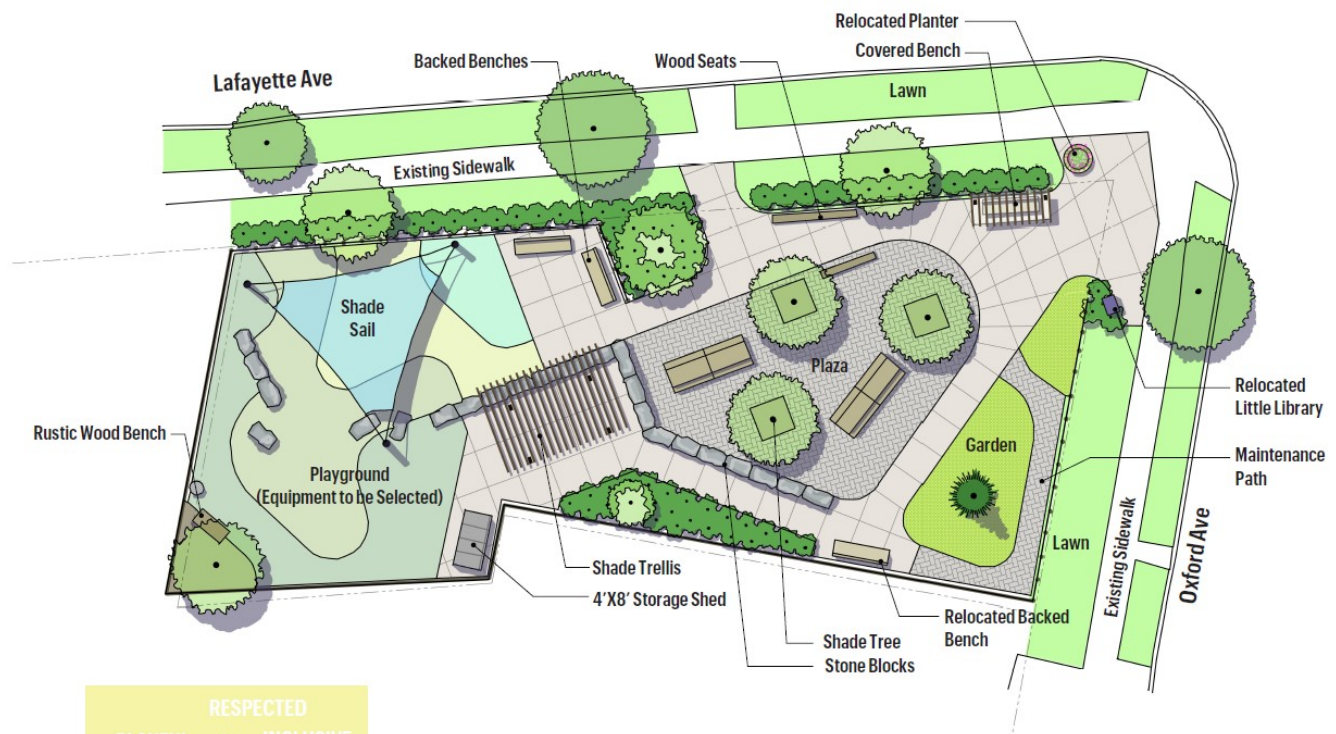 Relocated Planter
Covered Bench
Wood Seats
Backed Benches
Lafayette Ave
Lawn
Existing Sidewalk
Shade
Sail
Plaza
Relocated
Little Library
Rustic Wood Bench
Garden
Maintenance
Path
Playground
(Equipment to be Selected)
Lawn
Existing Sidewalk
Oxford Ave
Shade Trellis
4'X8' Storage Shed
Relocated Backed
Bench
Shade Tree
Stone Blocks
RESPECTED
INCLUSIVE